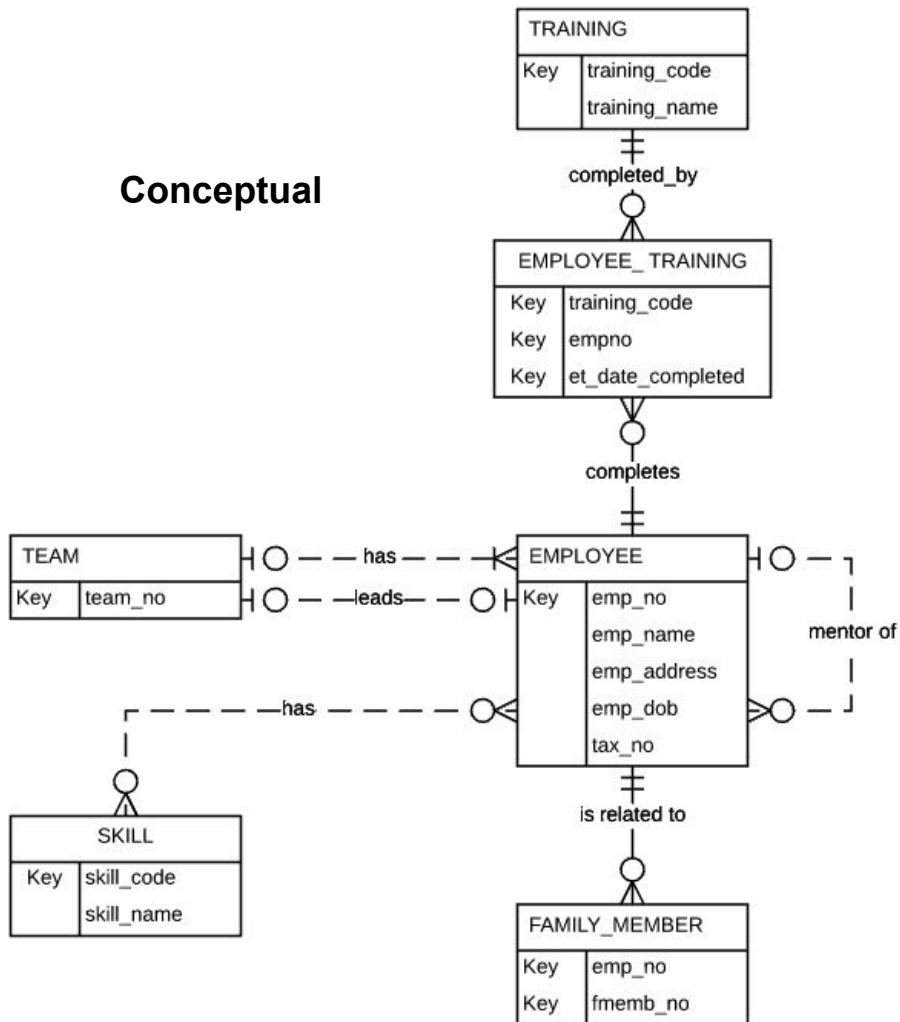 TRAINING
Key training_code
training_name
completed_by
Conceptual
EMPLOYEE_ TRAINING
Key training_code
Key empno
Key et_date_completed
completes
TEAM
Key team_no
has
leads
EMPLOYEE
Key emp_no
emp_name
emp_address
emp_dob
tax_no
mentor of
has
is related to
SKILL
Key skill_code
skill_name
FAMILY_MEMBER
Key emp_no
Key fmemb_no